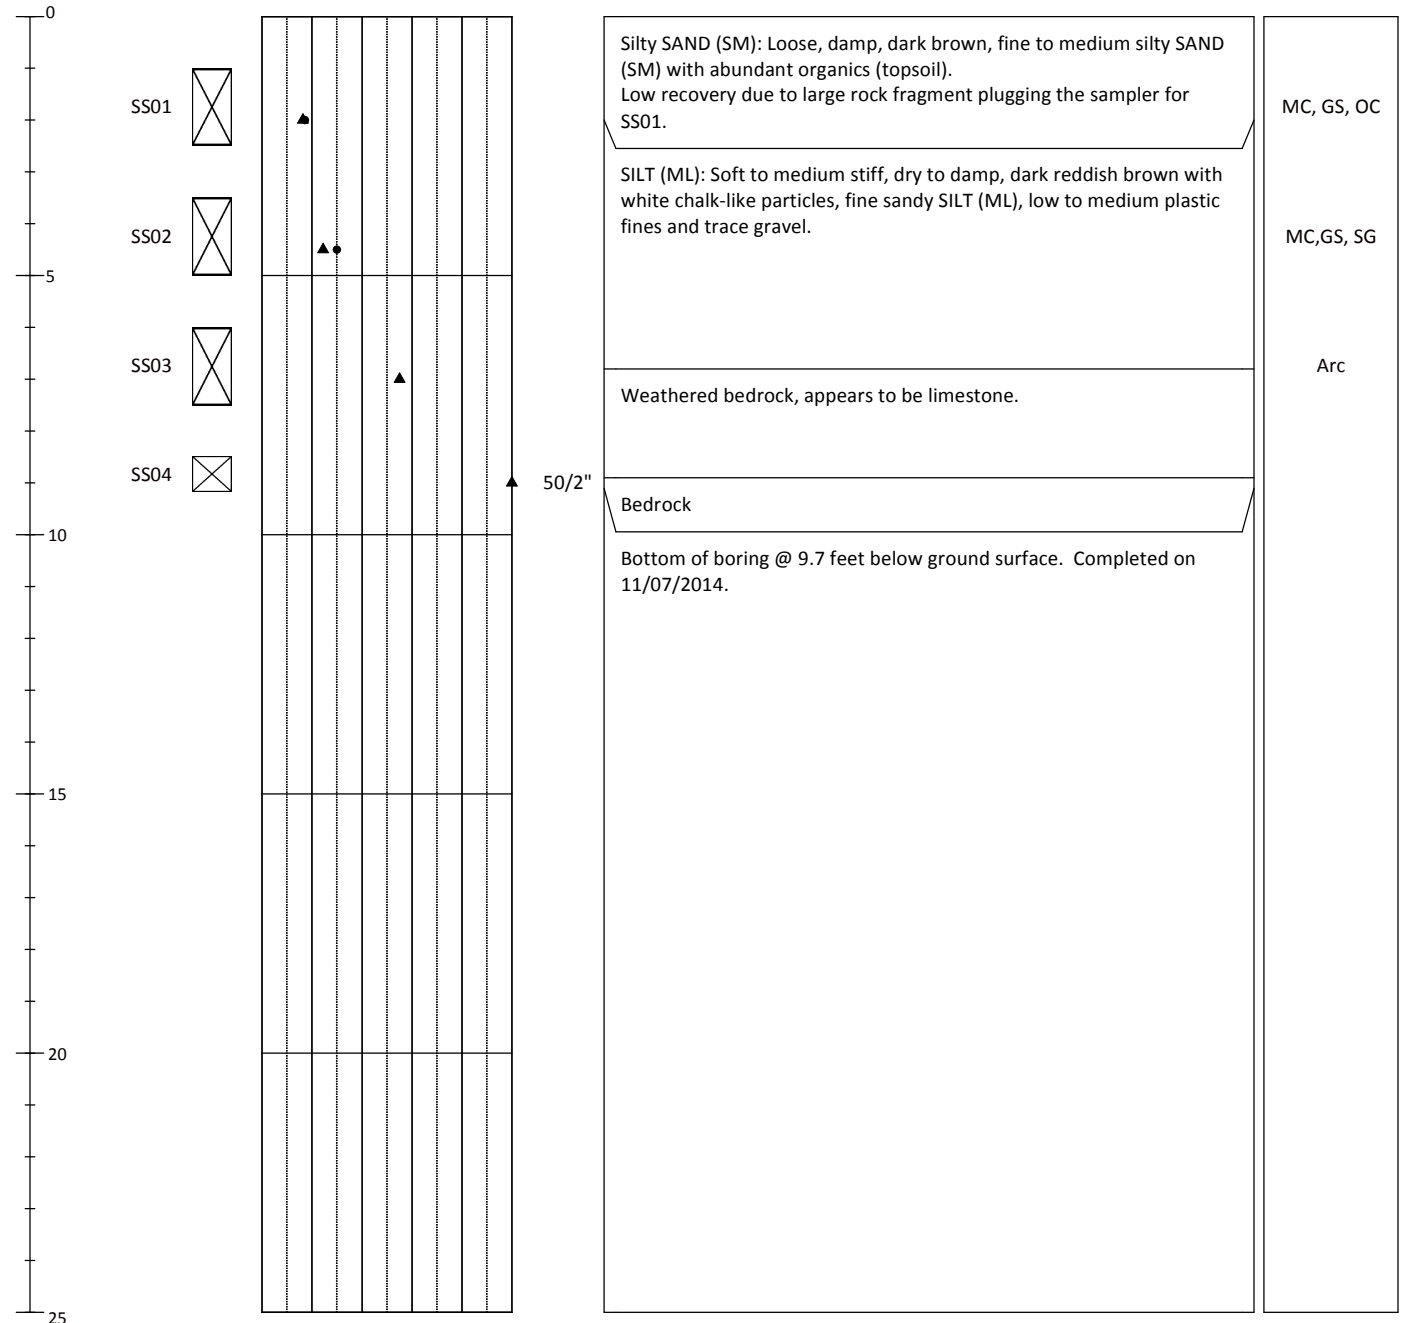 0
Silty SAND (SM): Loose, damp, dark brown, fine to medium silty SAND
(SM) with abundant organics (topsoil).
Low recovery due to large rock fragment plugging the sampler for
SS01.
SS01
MC, GS, OC
SILT (ML): Soft to medium stiff, dry to damp, dark reddish brown with
white chalk-like particles, fine sandy SILT (ML), low to medium plastic
fines and trace gravel.
SS02
MC,GS, SG
5
SS03
Arc
Weathered bedrock, appears to be limestone.
SS04
50/2"
Bedrock
10
Bottom of boring @ 9.7 feet below ground surface.  Completed on
11/07/2014.
15
20
25